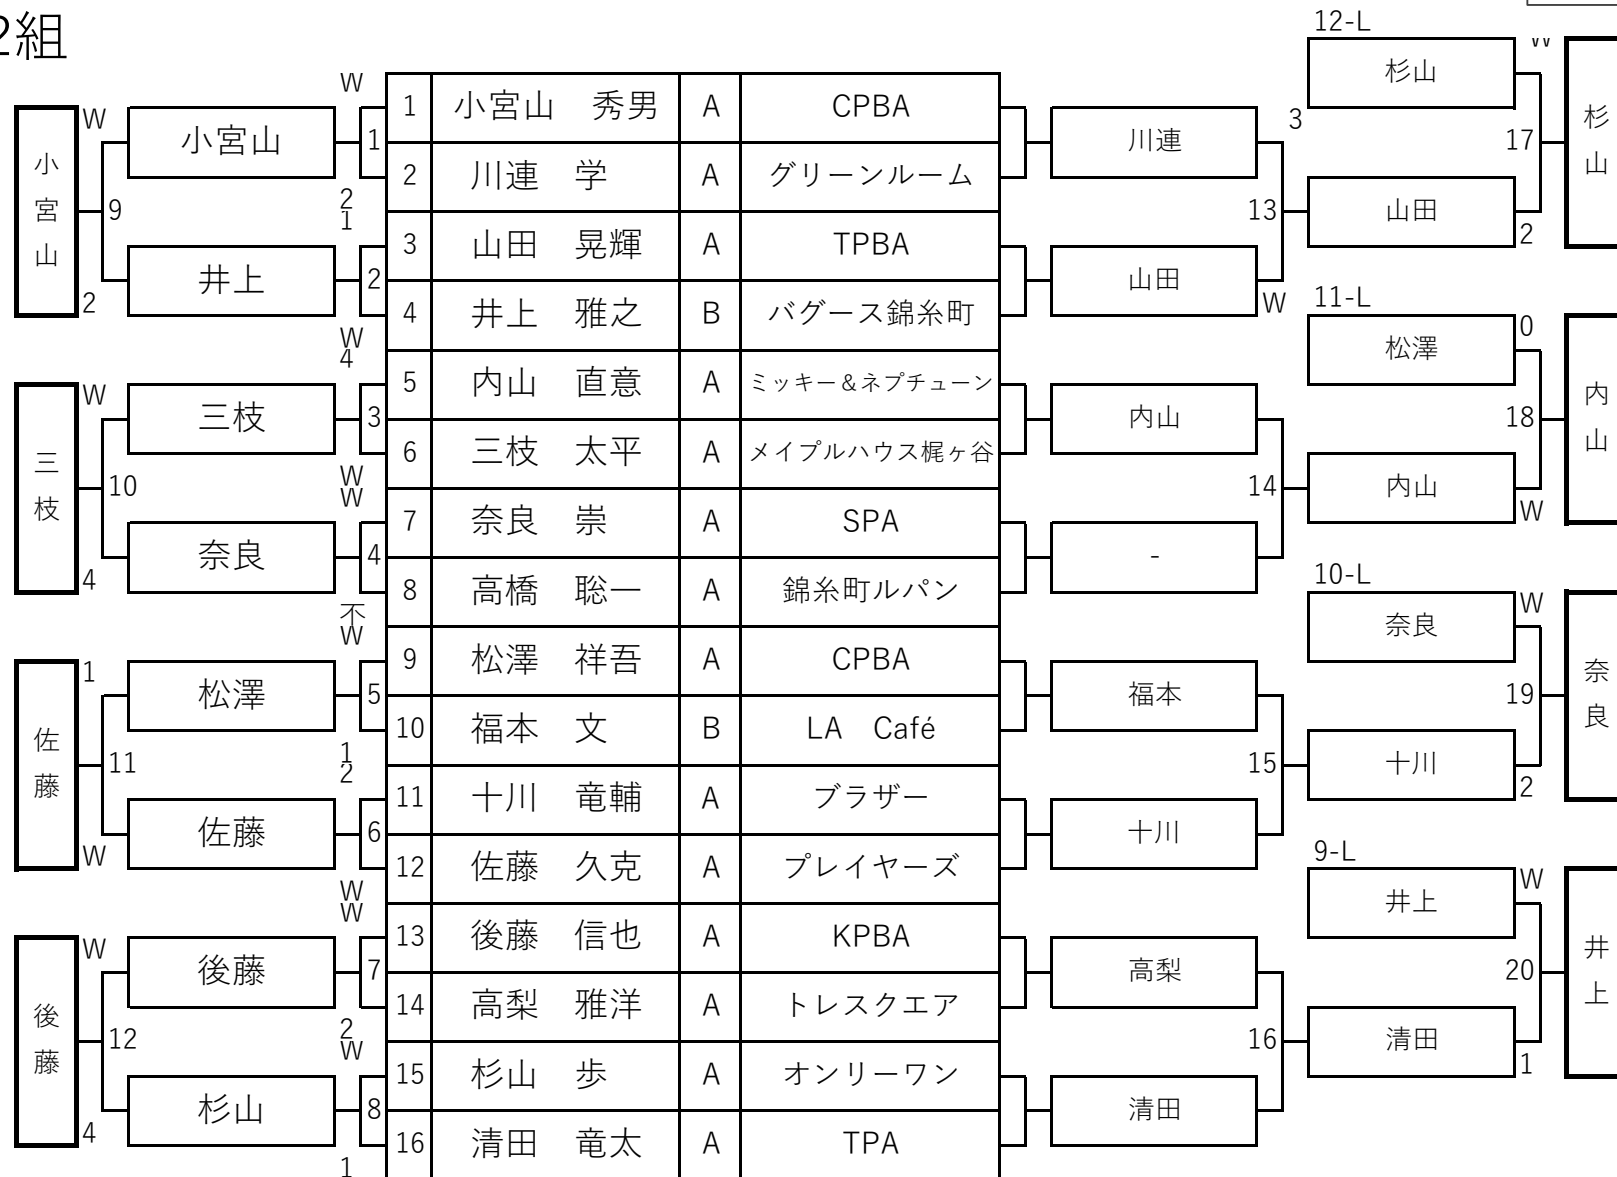 2組
12-L
W
W 1 小宮山 秀男 A CPBA
W 小宮山 1 川連 3 杉山 17 杉山
2 川連 学 A グリーンルーム
小宮山 9 2 13 山田 2
1 3 山田 晃輝 A TPBA
2 井上 2 山田 W
4 井上 雅之 B バグース錦糸町
W
11-L
4 5 内山 直意 A ミッキー&ネプチューン
W 三枝 3 内山 松澤 0 18 内山
6 三枝 太平 A メイプルハウス梶ヶ谷
三枝 10 W 14 内山 W
W 7 奈良 崇 A SPA
4 奈良 4 -
8 高橋 聡一 A 錦糸町ルパン
不
10-L
W 9 松澤 祥吾 A CPBA
1 松澤 5 福本 奈良 W 19 奈良
10 福本 文 B LA Café
佐藤 11 1 15 十川 2
2 11 十川 竜輔 A ブラザー
W 佐藤 6 十川
12 佐藤 久克 A プレイヤーズ
W
9-L
W 13 後藤 信也 A KPBA
W 後藤 7 高梨 井上 W 20 井上
14 高梨 雅洋 A トレスクエア
後藤 12 2 16 清田 1
W 15 杉山 歩 A オンリーワン
4 杉山 8 清田
16 清田 竜太 A TPA
1